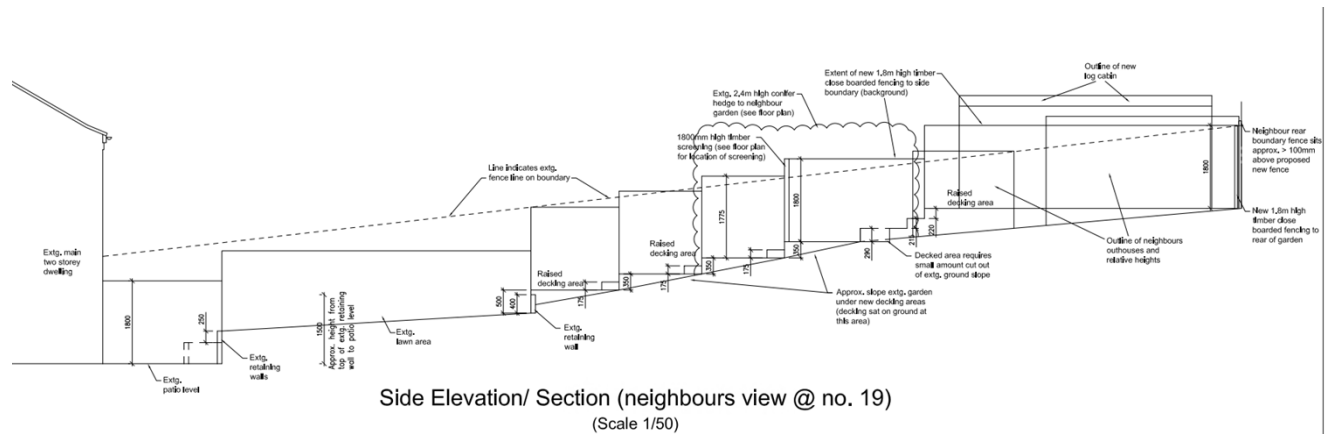 Outline of new
log cabin
Extent of new 1.8m high timber
close boarded fencing to side
boundary (background)
Extg. 2.4m high conifer
hedge to neighbour
garden (see floor plan)
1800mm high timber
screening (see floor plan
for location of screening)
Neighbour rear
boundary fence sits
approx. > 100mm
above proposed
new fence
Line indicates extg.
fence line on boundary
1800
1775
1800
Raised
decking area
220
215
New 1.8m high
timber close
boarded fencing to
rear of garden
Extg. main
two storey
dwelling
Raised
decking area
350
290
Outline of neighbours
outhouses and
relative heights
Decked area requires
small amount cut out
of extg. ground slope
350
175
Raised
decking area
350
175
175
Approx. slope extg. garden
under new decking areas
(decking sat on ground at
this area)
500
400
1800
250
1500
Approx. height from
top of extg. retaining
wall to patio level
Extg.
retaining
wall
Extg.
lawn area
Extg.
retaining
walls
Extg.
patio level
Side Elevation/ Section (neighbours view @ no. 19)
(Scale 1/50)